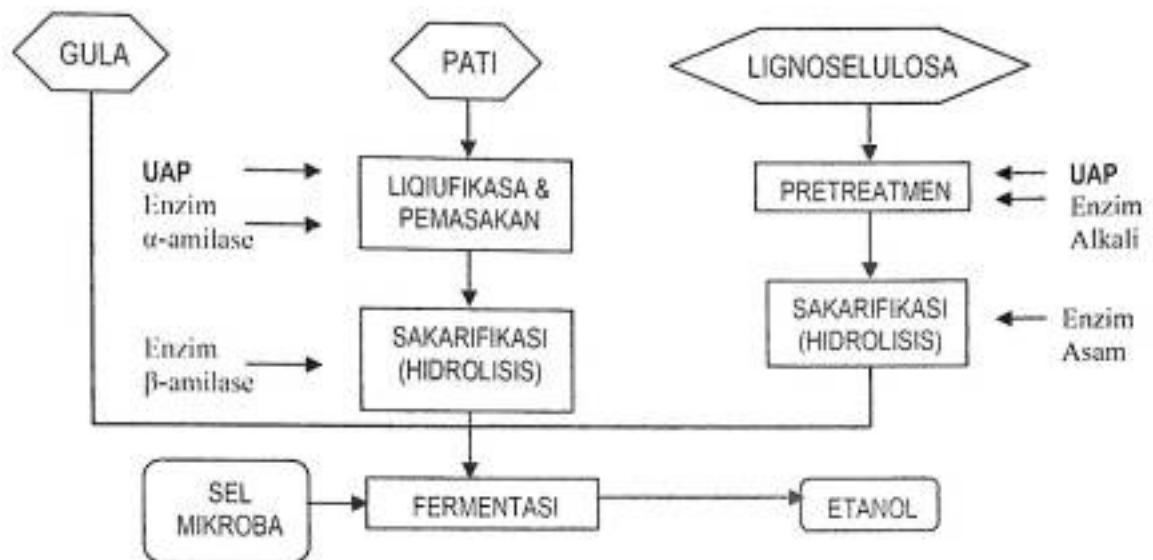 GULA
PATI
LIGNOSELULOSA
UAP
Enzim
α-amilase
LIQIUFIKASA &
PEMASAKAN
PRETREATMEN
UAP
Enzim
Alkali
Enzim
β-amilase
SAKARIFIKASI
(HIDROLISIS)
SAKARIFIKASI
(HIDROLISIS)
Enzim
Asam
SEL
MIKROBA
FERMENTASI
ETANOL